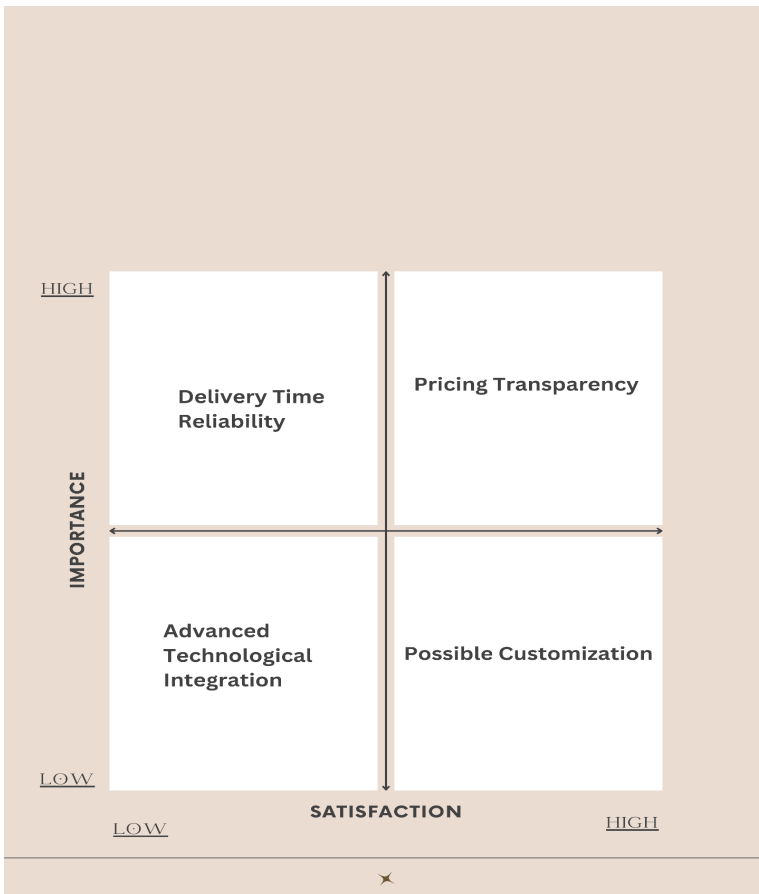 HIGH
Delivery Time
Reliability
Pricing Transparency
IMPORTANCE
Advanced
Technological
Integration
Possible Customization
LOW
SATISFACTION
LOW
HIGH